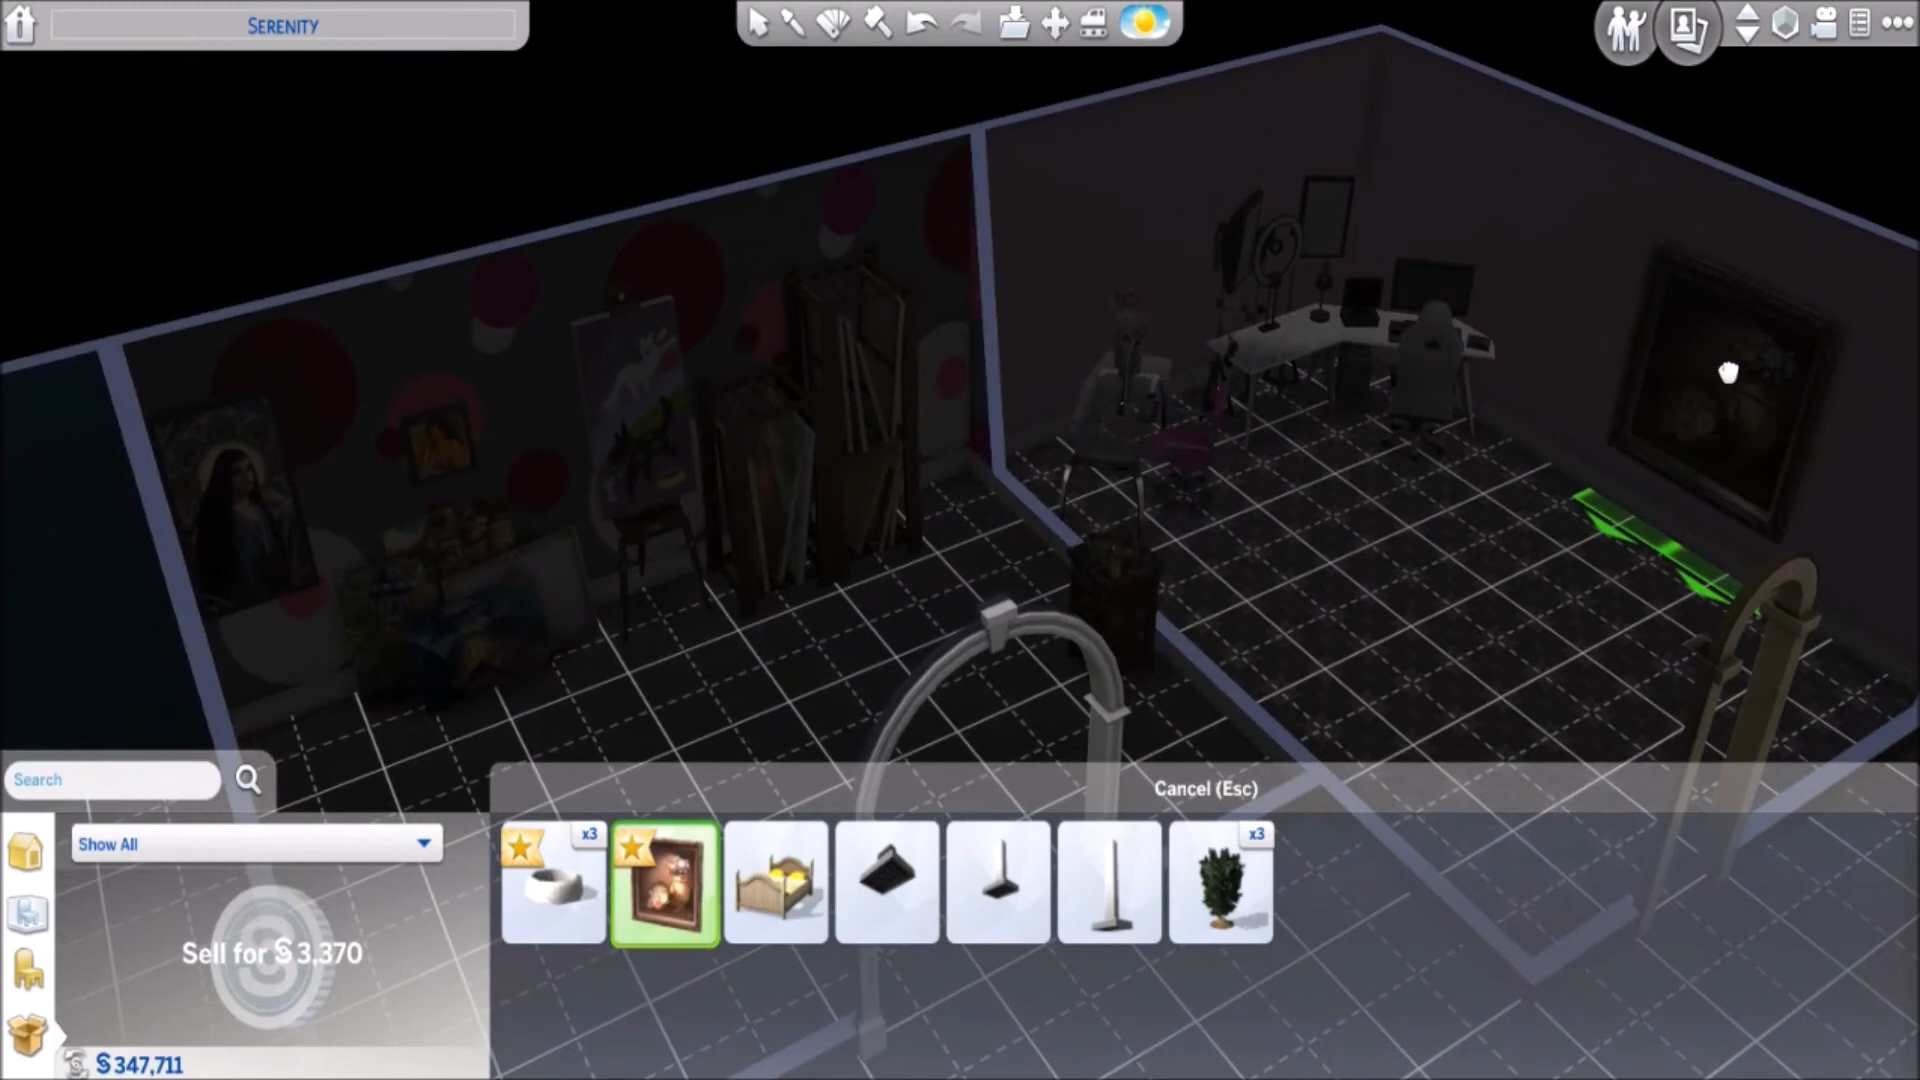 SERENITY
Search
Cancel (Esc)
Show All
x3
x3
Sell for §3,370
§347,711